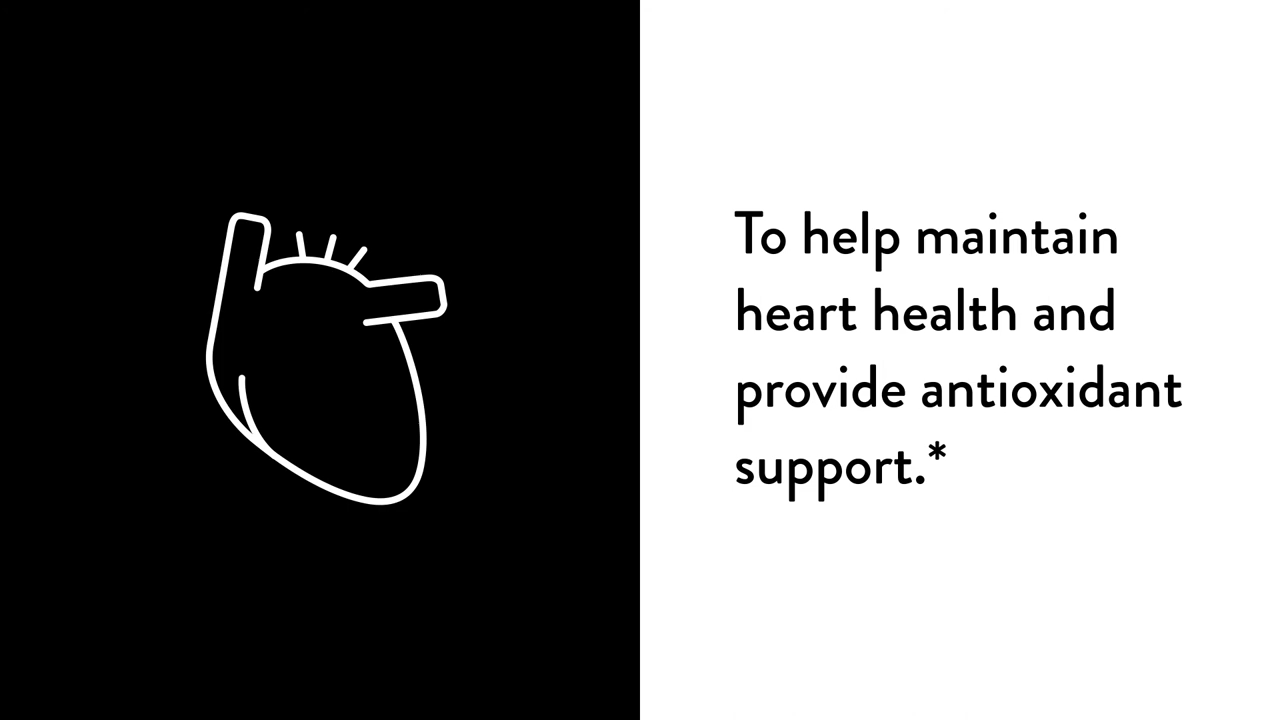 To help maintain
heart health and
provide antioxidant
support.*